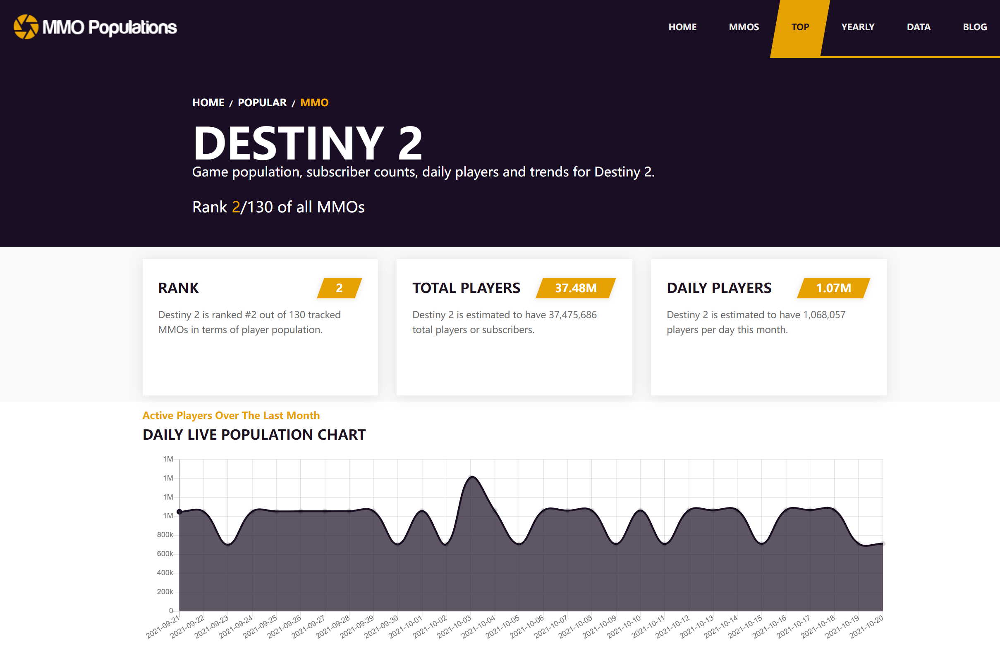 MMO Populations
HOME MMOS TOP YEARLY DATA BLOG
HOME / POPULAR / MMO
DESTINY 2
Game population, subscriber counts, daily players and trends for Destiny 2.
Rank 2/130 of all MMOs
RANK 2
Destiny 2 is ranked #2 out of 130 tracked
MMOs in terms of player population.
TOTAL PLAYERS 37.48M
Destiny 2 is estimated to have 37,475,686
total players or subscribers.
DAILY PLAYERS 1.07M
Destiny 2 is estimated to have 1,068,057
players per day this month.
Active Players Over The Last Month
DAILY LIVE POPULATION CHART
1M
1M
1M
1M
800k
600k
400k
200k
0
2021-09-21 2021-09-22 2021-09-23 2021-09-24 2021-09-25 2021-09-26 2021-09-27 2021-09-28 2021-09-29 2021-09-30 2021-10-01 2021-10-02 2021-10-03 2021-10-04 2021-10-05 2021-10-06 2021-10-07 2021-10-08 2021-10-09 2021-10-10 2021-10-11 2021-10-12 2021-10-13 2021-10-14 2021-10-15 2021-10-16 2021-10-17 2021-10-18 2021-10-19 2021-10-20